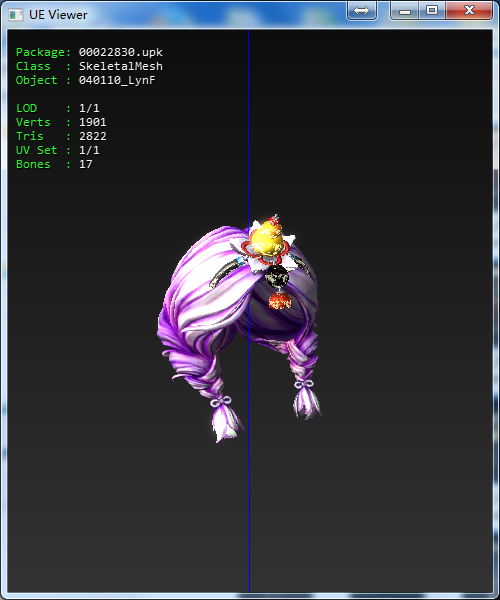 UE Viewer
Package: 00022830.upk
Class  : SkeletalMesh
Object : 040110_LynF
LOD    : 1/1
Verts  : 1901
Tris   : 2822
UV Set : 1/1
Bones  : 17